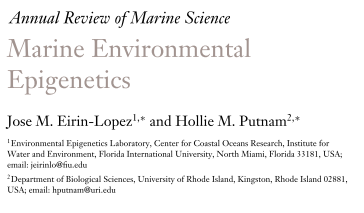 Annual Review of Marine Science
Marine Environmental
Epigenetics
Jose M. Eirin-Lopez¹,* and Hollie M. Putnam²,*
¹Environmental Epigenetics Laboratory, Center for Coastal Oceans Research, Institute for
Water and Environment, Florida International University, North Miami, Florida 33181, USA;
email: jeirinlo@fiu.edu
²Department of Biological Sciences, University of Rhode Island, Kingston, Rhode Island 02881,
USA; email: hputnam@uri.edu